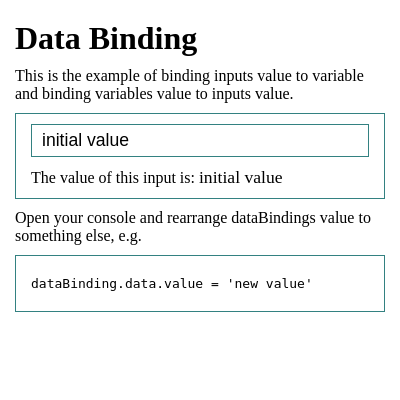 Data Binding
This is the example of binding inputs value to variable
and binding variables value to inputs value.
initial value
The value of this input is: initial value
Open your console and rearrange dataBindings value to
something else, e.g.
dataBinding.data.value = 'new value'